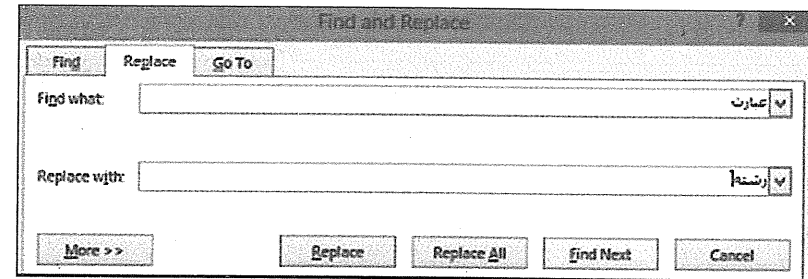 Find and Replace ? ×
Find Replace Go To
Find what: عبارت
Replace with: رشته
More >> Replace Replace All Find Next Cancel